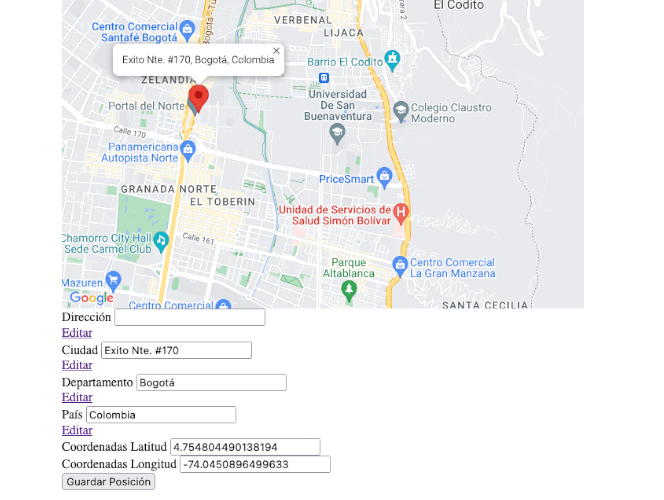 El Codito
VERBENAL
LIJACA
Centro Comercial
Santafé Bogotá
Exito Nte. #170, Bogotá, Colombia
Barrio El Codito
ZELANDIA
Portal del Norte
Universidad
De San
Buenaventura
Colegio Claustro
Moderno
Calle 170
Panamericana
Autopista Norte
PriceSmart
GRANADA NORTE
EL TOBERIN
Unidad de Servicios de
Salud Simón Bolívar
Chamorro City Hall
Sede Carmel Club
Calle 161
Parque
Altablanca
Centro Comercial
La Gran Manzana
Mazuren
Google
Centro Comercial
SANTA CECILIA
Dirección
Editar
Ciudad Exito Nte. #170
Editar
Departamento Bogotá
Editar
País Colombia
Editar
Coordenadas Latitud 4.754804490138194
Coordenadas Longitud -74.0450896499633
Guardar Posición